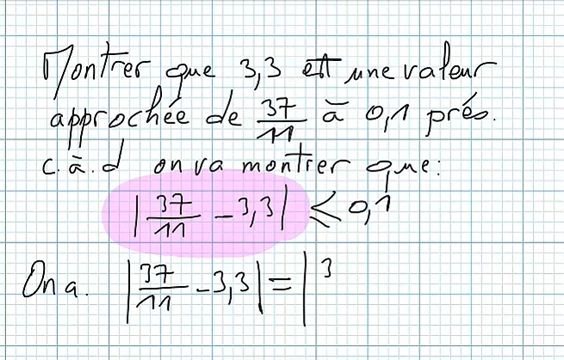 Montrer que 3,3 est une valeur
approchée de 37/11 à 0,1 prés.
c.à.d on va montrer que:
|37/11 - 3,3| ⩽ 0,1
On a. |37/11 - 3,3| = | 3